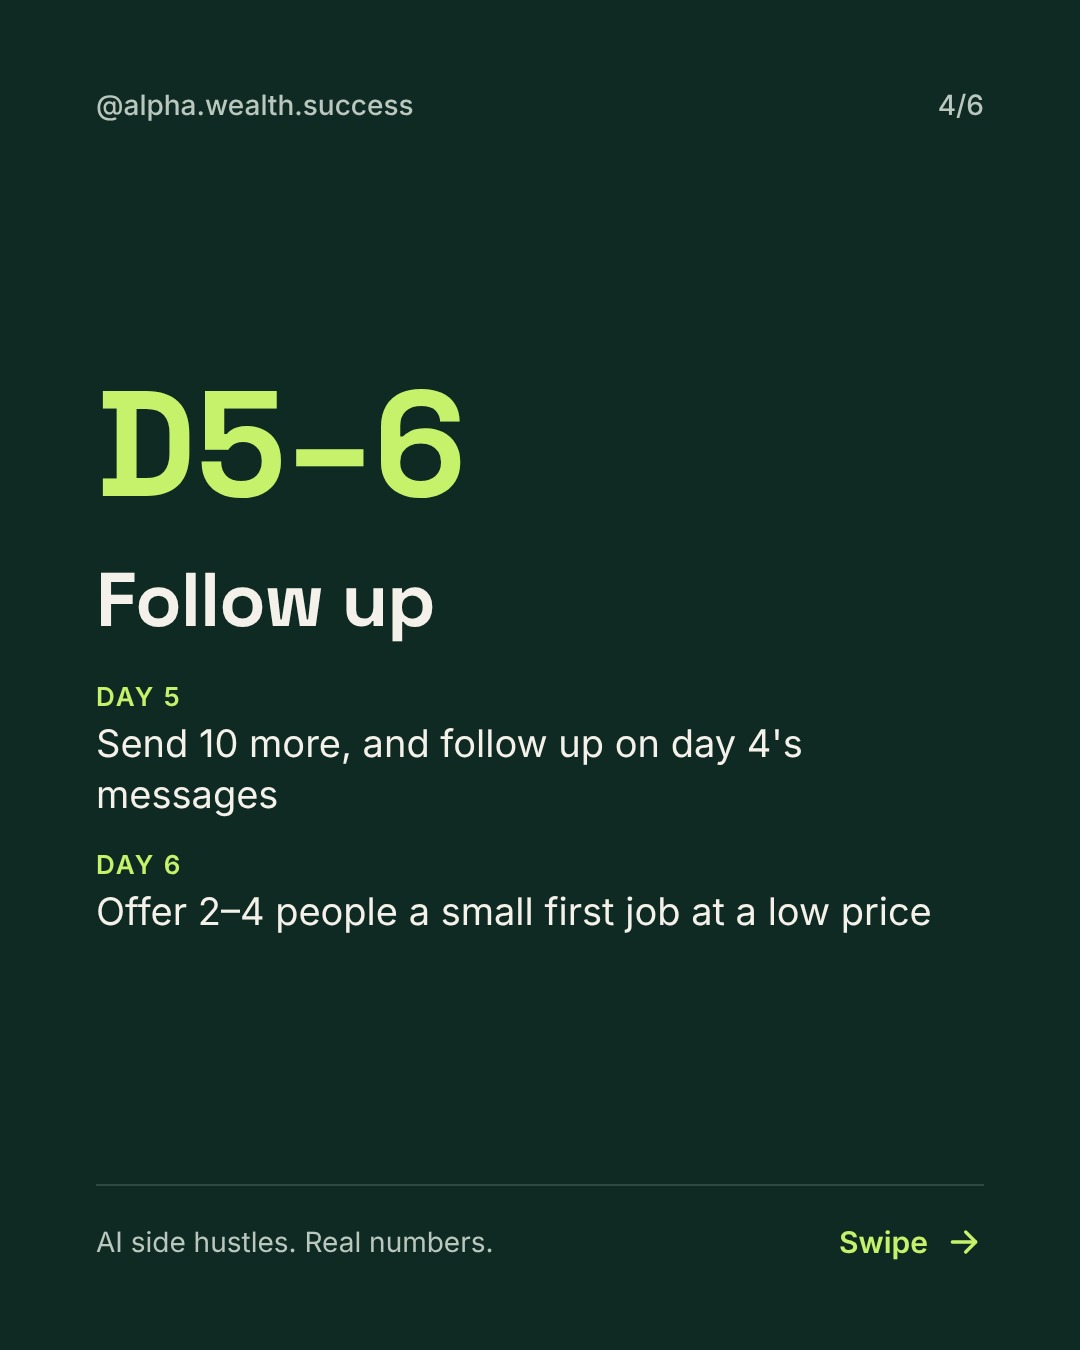 @alpha.wealth.success
4/6
D5–6
Follow up
DAY 5
Send 10 more, and follow up on day 4's
messages
DAY 6
Offer 2–4 people a small first job at a low price
AI side hustles. Real numbers.
Swipe →